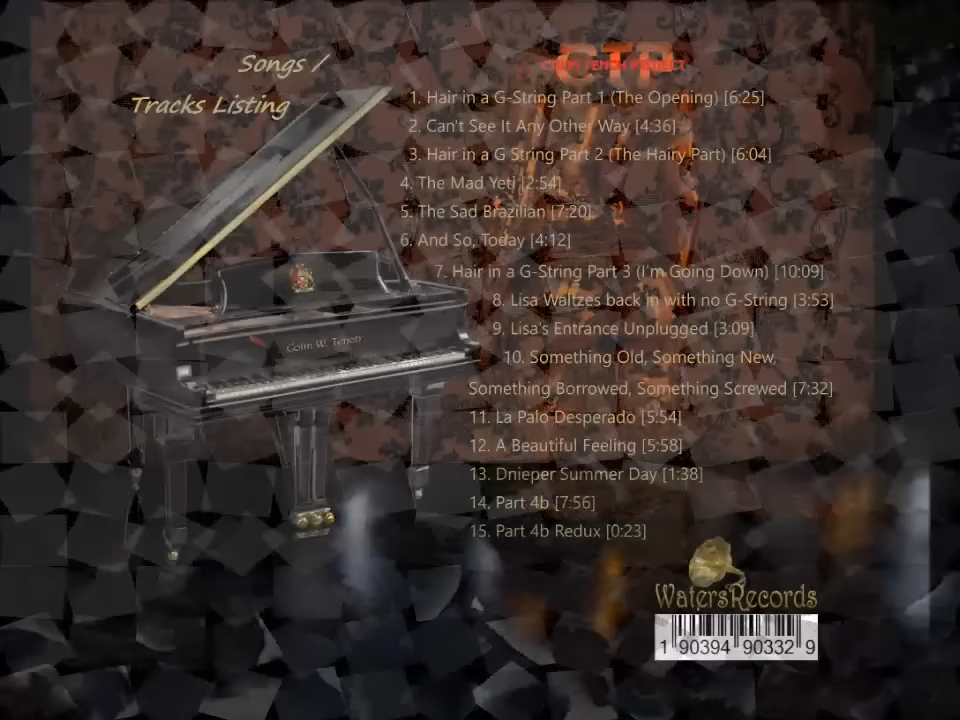 Songs /
Tracks Listing
CTP
COLIN TENCH PROJECT
1. Hair in a G-String Part 1 (The Opening) [6:25]
2. Can't See It Any Other Way [4:36]
3. Hair in a G String Part 2 (The Hairy Part) [6:04]
4. The Mad Yeti [2:54]
5. The Sad Brazilian [7:20]
6. And So, Today [4:12]
7. Hair in a G-String Part 3 (I'm Going Down) [10:09]
8. Lisa Waltzes back in with no G-String [3:53]
9. Lisa's Entrance Unplugged [3:09]
10. Something Old, Something New,
Something Borrowed, Something Screwed [7:32]
11. La Palo Desperado [5:54]
12. A Beautiful Feeling [5:58]
13. Dnieper Summer Day [1:38]
14. Part 4b [7:56]
15. Part 4b Redux [0:23]
Colin W. Tench
WatersRecords
1 90394 90332 9